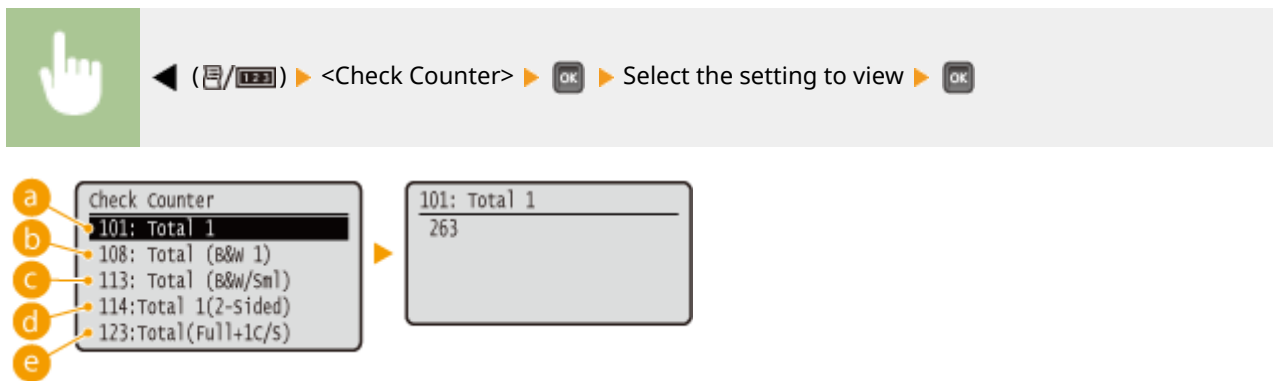 ◀ ( / 123 ) ▶ <Check Counter> ▶ OK ▶ Select the setting to view ▶ OK
a
b
c
d
e
Check Counter
101: Total 1
108: Total (B&W 1)
113: Total (B&W/Sml)
114:Total 1(2-Sided)
123:Total(Full+1C/S)
101: Total 1
263